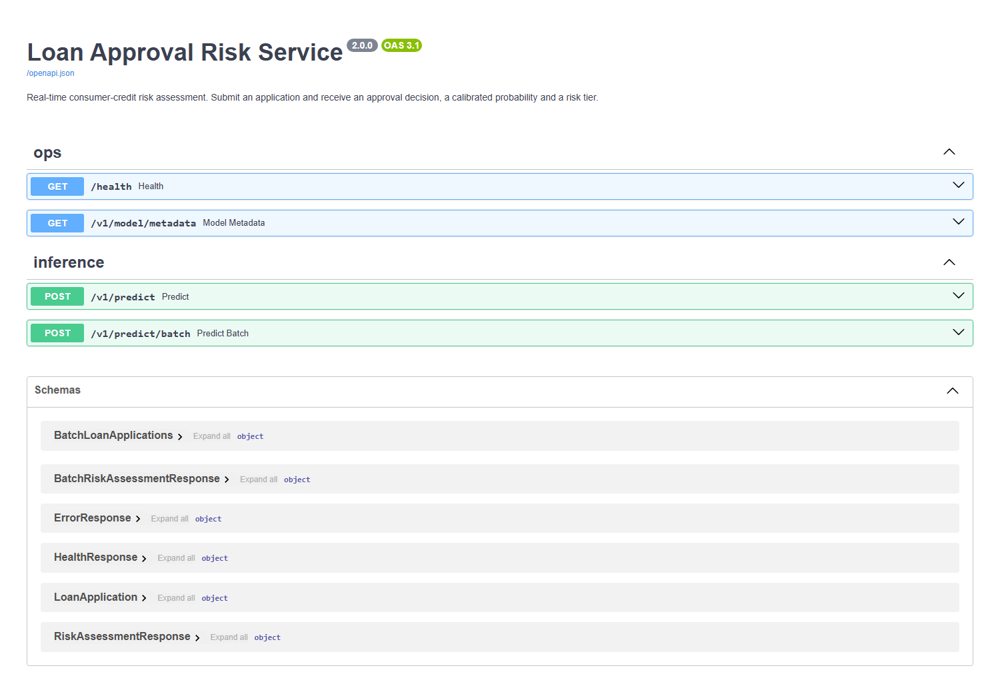 Loan Approval Risk Service 2.0.0 OAS 3.1
/openapi.json
Real-time consumer-credit risk assessment. Submit an application and receive an approval decision, a calibrated probability and a risk tier.
ops
GET /health Health
GET /v1/model/metadata Model Metadata
inference
POST /v1/predict Predict
POST /v1/predict/batch Predict Batch
Schemas
BatchLoanApplications Expand all object
BatchRiskAssessmentResponse Expand all object
ErrorResponse Expand all object
HealthResponse Expand all object
LoanApplication Expand all object
RiskAssessmentResponse Expand all object